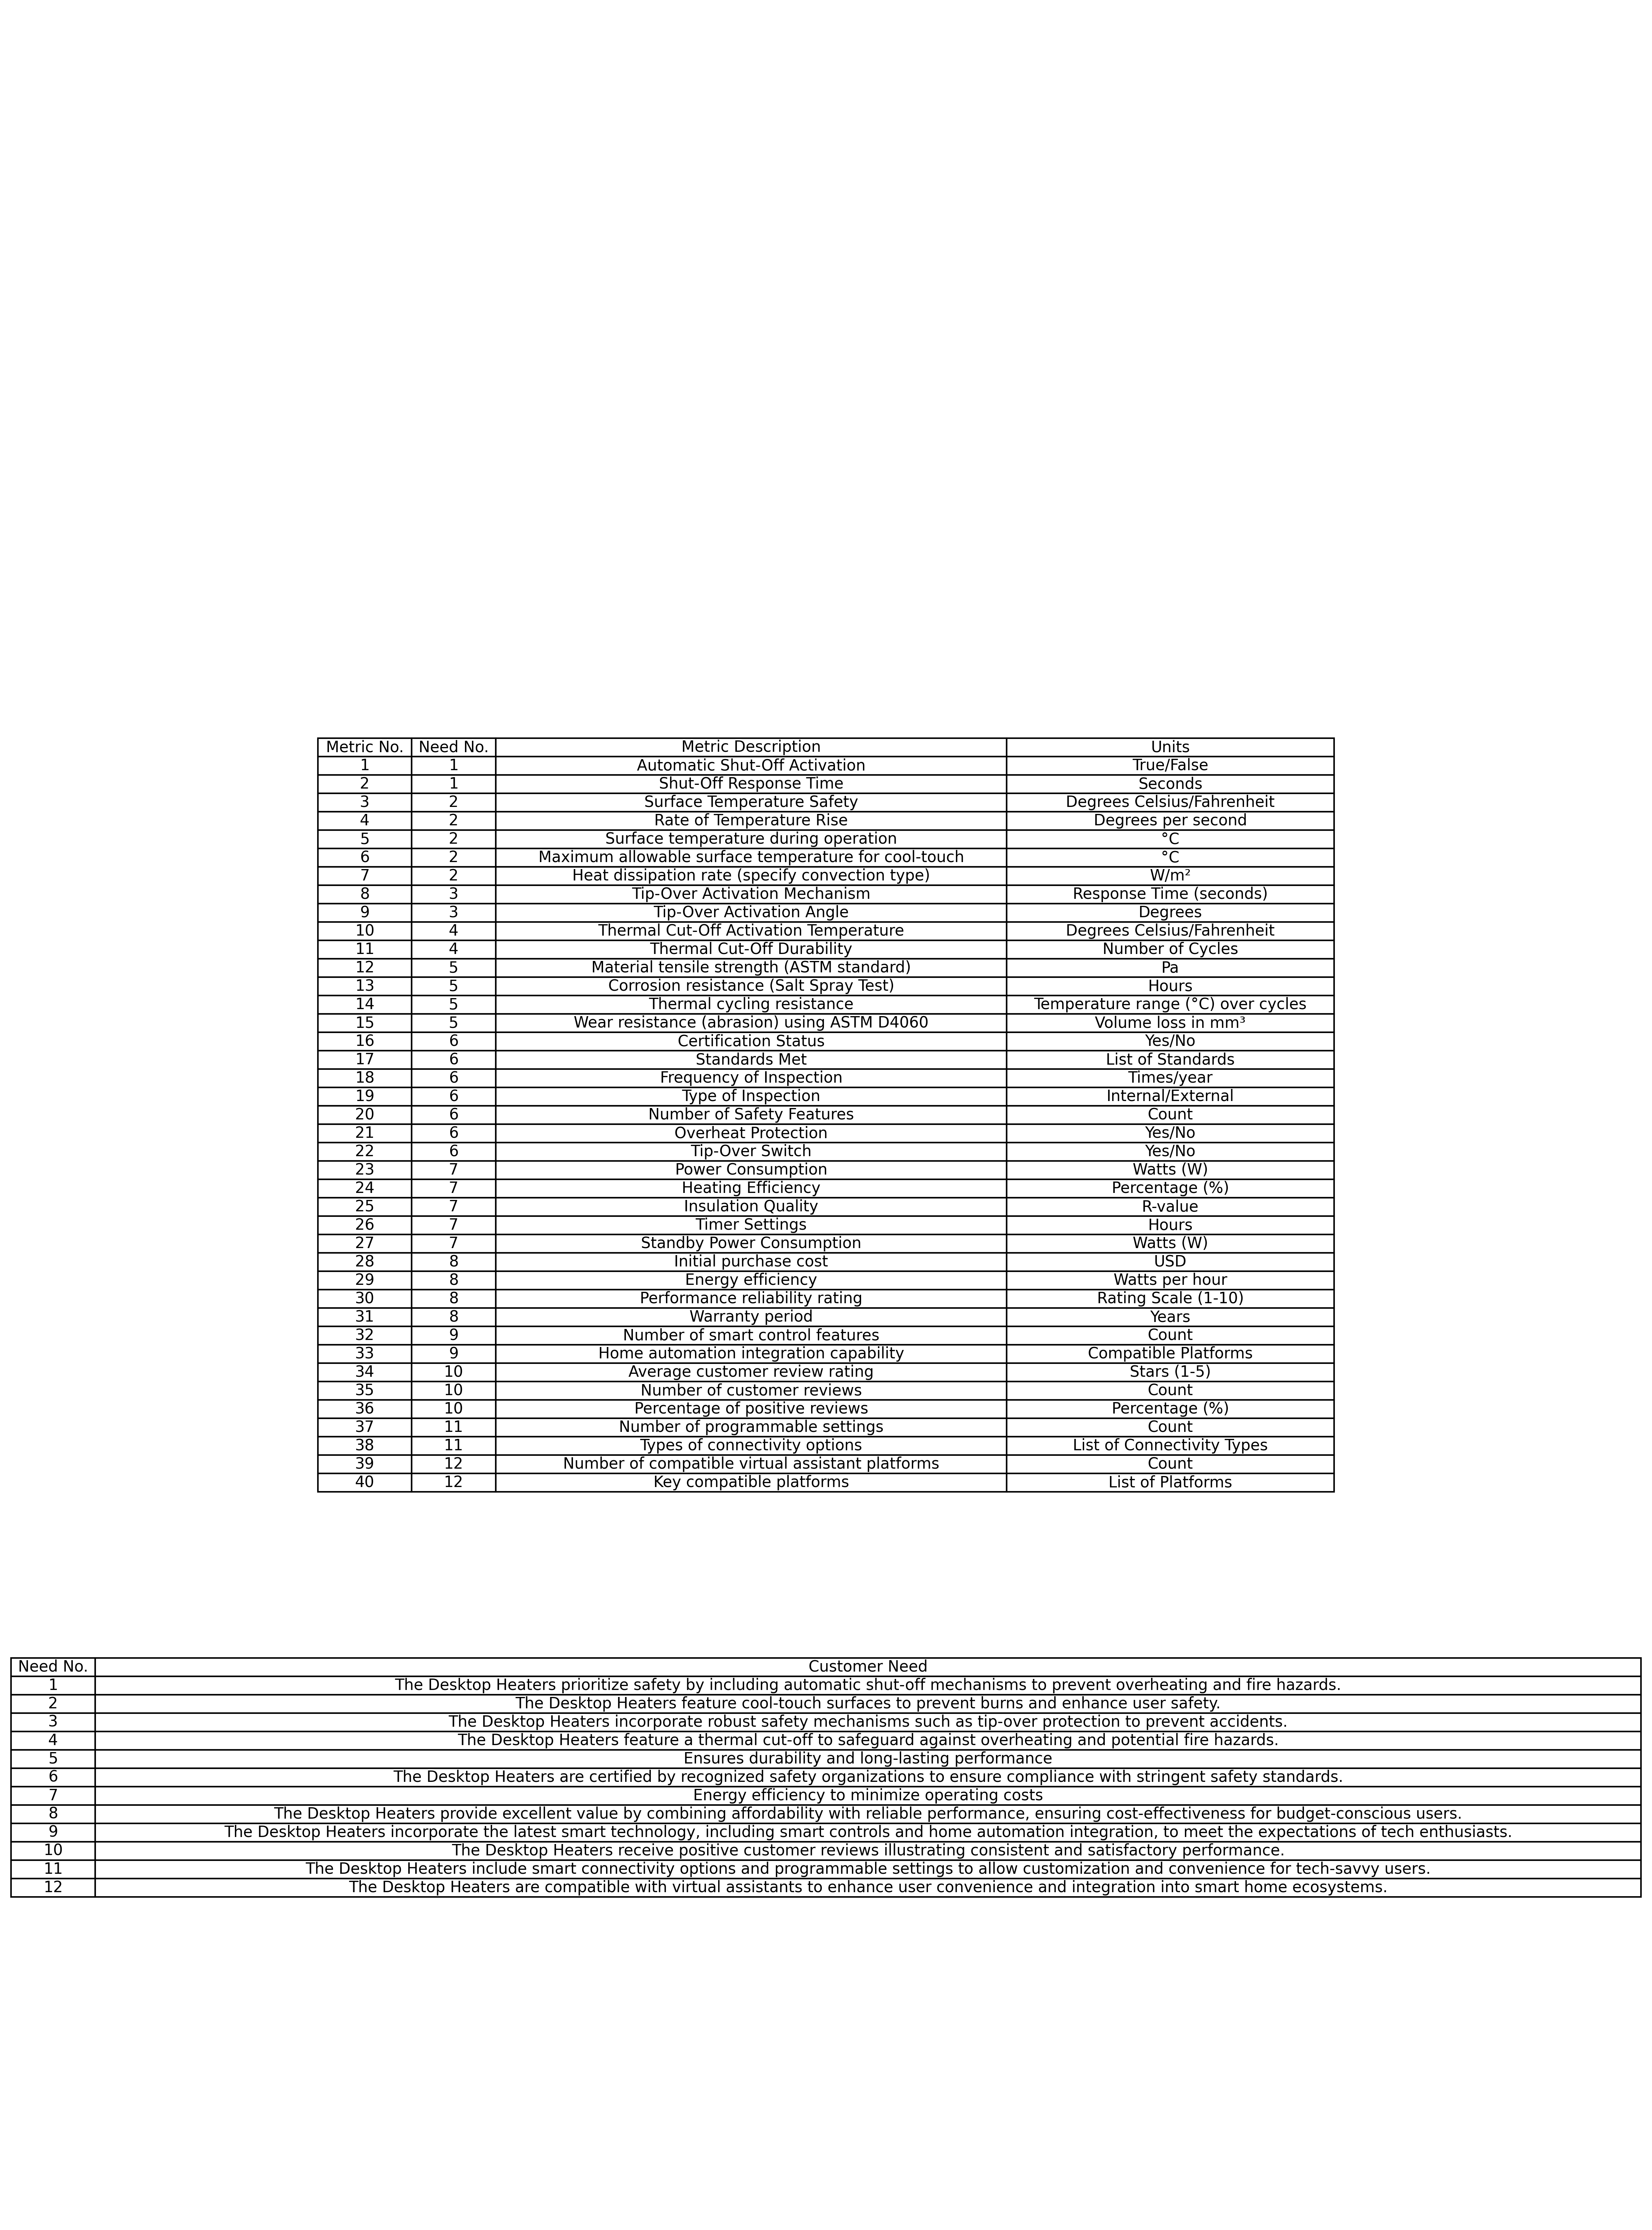 Metric No. Need No. Metric Description Units
1 1 Automatic Shut-Off Activation True/False
2 1 Shut-Off Response Time Seconds
3 2 Surface Temperature Safety Degrees Celsius/Fahrenheit
4 2 Rate of Temperature Rise Degrees per second
5 2 Surface temperature during operation °C
6 2 Maximum allowable surface temperature for cool-touch °C
7 2 Heat dissipation rate (specify convection type) W/m²
8 3 Tip-Over Activation Mechanism Response Time (seconds)
9 3 Tip-Over Activation Angle Degrees
10 4 Thermal Cut-Off Activation Temperature Degrees Celsius/Fahrenheit
11 4 Thermal Cut-Off Durability Number of Cycles
12 5 Material tensile strength (ASTM standard) Pa
13 5 Corrosion resistance (Salt Spray Test) Hours
14 5 Thermal cycling resistance Temperature range (°C) over cycles
15 5 Wear resistance (abrasion) using ASTM D4060 Volume loss in mm³
16 6 Certification Status Yes/No
17 6 Standards Met List of Standards
18 6 Frequency of Inspection Times/year
19 6 Type of Inspection Internal/External
20 6 Number of Safety Features Count
21 6 Overheat Protection Yes/No
22 6 Tip-Over Switch Yes/No
23 7 Power Consumption Watts (W)
24 7 Heating Efficiency Percentage (%)
25 7 Insulation Quality R-value
26 7 Timer Settings Hours
27 7 Standby Power Consumption Watts (W)
28 8 Initial purchase cost USD
29 8 Energy efficiency Watts per hour
30 8 Performance reliability rating Rating Scale (1-10)
31 8 Warranty period Years
32 9 Number of smart control features Count
33 9 Home automation integration capability Compatible Platforms
34 10 Average customer review rating Stars (1-5)
35 10 Number of customer reviews Count
36 10 Percentage of positive reviews Percentage (%)
37 11 Number of programmable settings Count
38 11 Types of connectivity options List of Connectivity Types
39 12 Number of compatible virtual assistant platforms Count
40 12 Key compatible platforms List of Platforms
Need No. Customer Need
1 The Desktop Heaters prioritize safety by including automatic shut-off mechanisms to prevent overheating and fire hazards.
2 The Desktop Heaters feature cool-touch surfaces to prevent burns and enhance user safety.
3 The Desktop Heaters incorporate robust safety mechanisms such as tip-over protection to prevent accidents.
4 The Desktop Heaters feature a thermal cut-off to safeguard against overheating and potential fire hazards.
5 Ensures durability and long-lasting performance
6 The Desktop Heaters are certified by recognized safety organizations to ensure compliance with stringent safety standards.
7 Energy efficiency to minimize operating costs
8 The Desktop Heaters provide excellent value by combining affordability with reliable performance, ensuring cost-effectiveness for budget-conscious users.
9 The Desktop Heaters incorporate the latest smart technology, including smart controls and home automation integration, to meet the expectations of tech enthusiasts.
10 The Desktop Heaters receive positive customer reviews illustrating consistent and satisfactory performance.
11 The Desktop Heaters include smart connectivity options and programmable settings to allow customization and convenience for tech-savvy users.
12 The Desktop Heaters are compatible with virtual assistants to enhance user convenience and integration into smart home ecosystems.